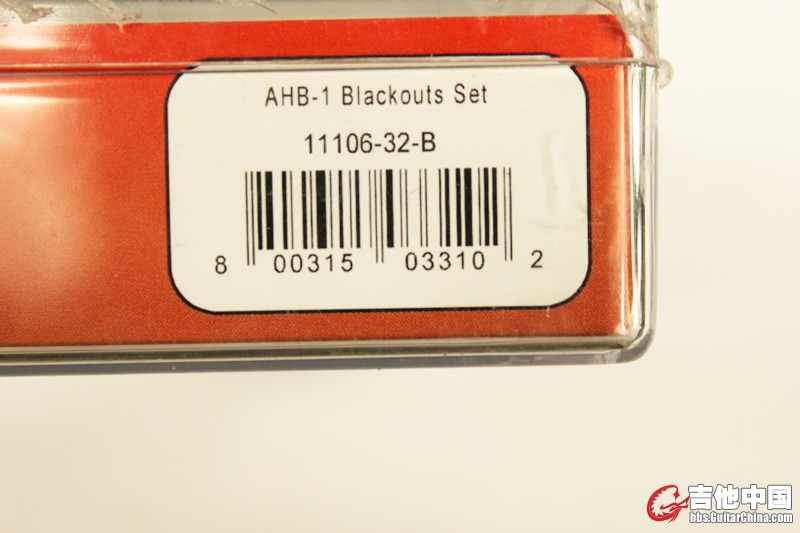 AHB-1 Blackouts Set
11106-32-B
8 00315 03310 2
吉他中国
bbs.GuitarChina.com